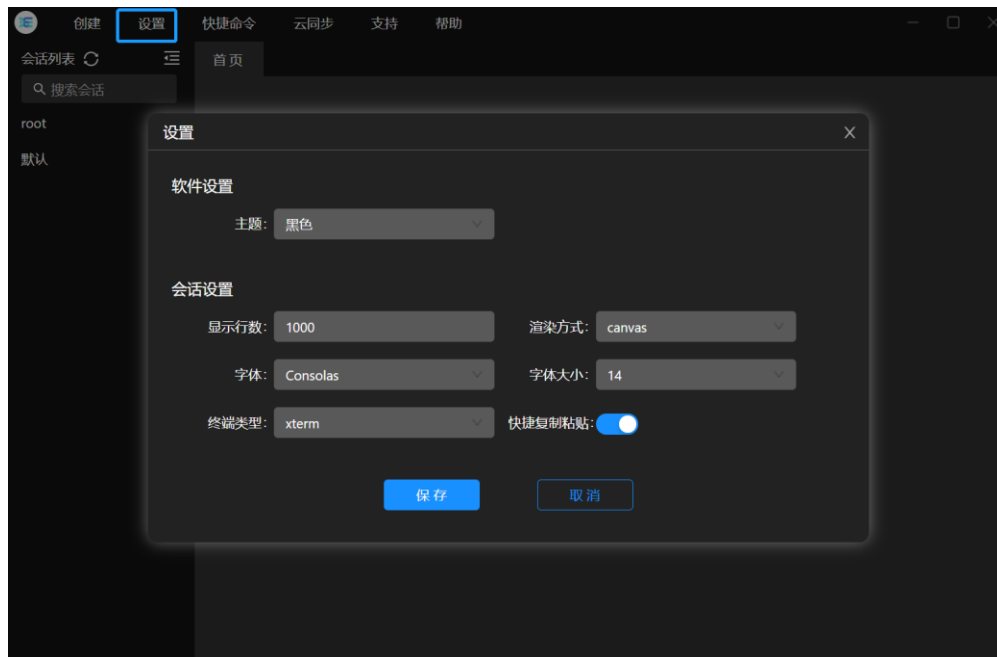 创建 设置 快捷命令 云同步 支持 帮助
会话列表 首页
搜索会话
root
默认
设置
软件设置
主题: 黑色
会话设置
显示行数: 1000 渲染方式: canvas
字体: Consolas 字体大小: 14
终端类型: xterm 快捷复制粘贴:
保存 取消